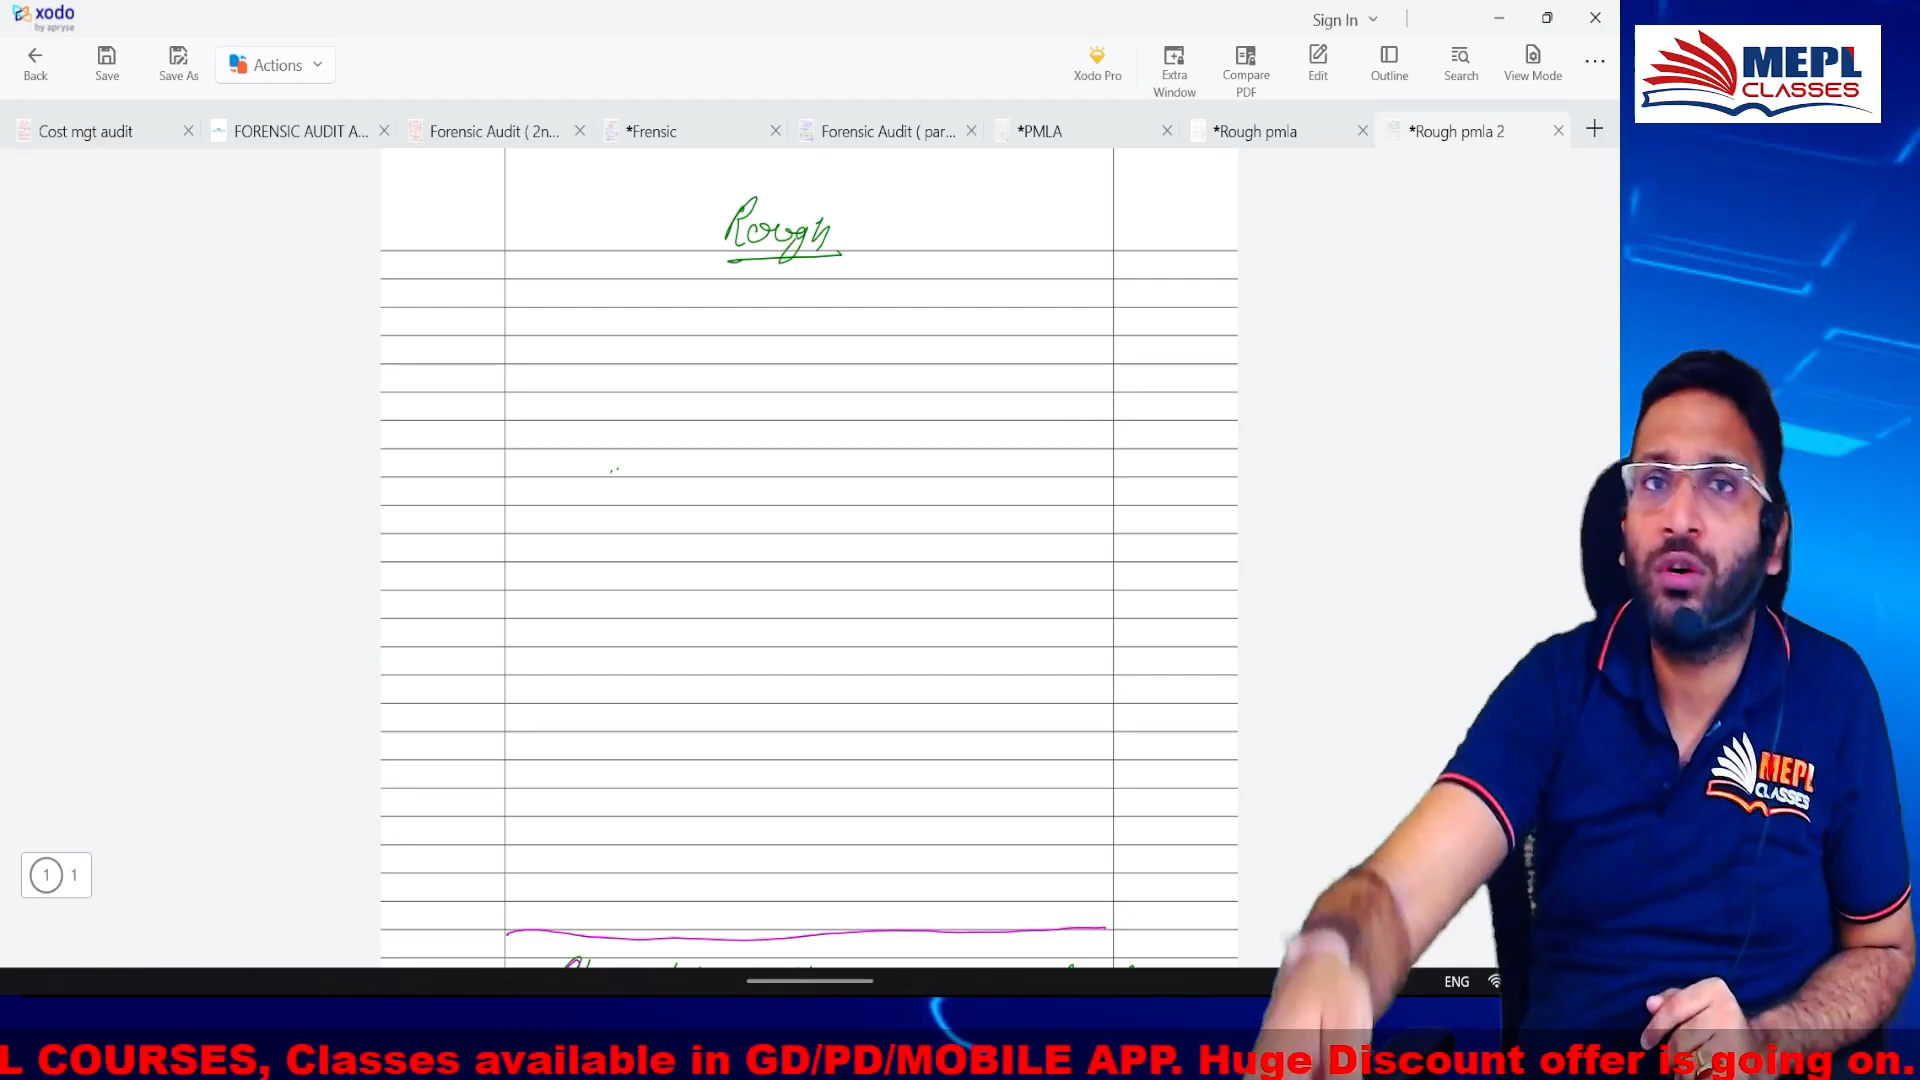 xodo
by apryse
Sign In
Back
Save
Save As
Actions
Xodo Pro
Extra Window
Compare PDF
Edit
Outline
Search
View Mode
Cost mgt audit
FORENSIC AUDIT A...
Forensic Audit ( 2n...
*Frensic
Forensic Audit ( par...
*PMLA
*Rough pmla
*Rough pmla 2
MEPL
CLASSES
Rough
MEPL
CLASSES
1 1
ENG
L COURSES, Classes available in GD/PD/MOBILE APP. Huge Discount offer is going on.